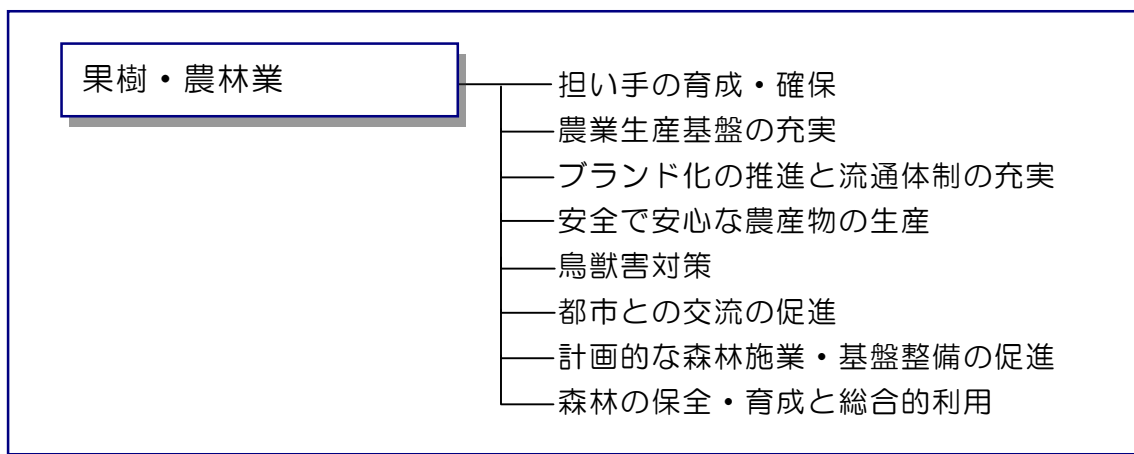 果樹・農林業
担い手の育成・確保
農業生産基盤の充実
ブランド化の推進と流通体制の充実
安全で安心な農産物の生産
鳥獣害対策
都市との交流の促進
計画的な森林施業・基盤整備の促進
森林の保全・育成と総合的利用